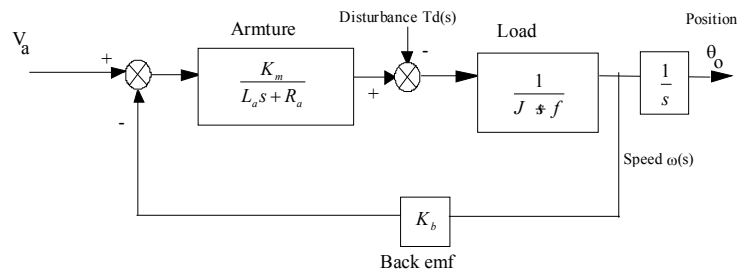 Disturbance Td(s)
Position
Armture
Load
V
a
+
-
K m
L a s + R a
+
-
1
J s + f
1
s
θ o
-
Speed ω(s)
K b
Back emf